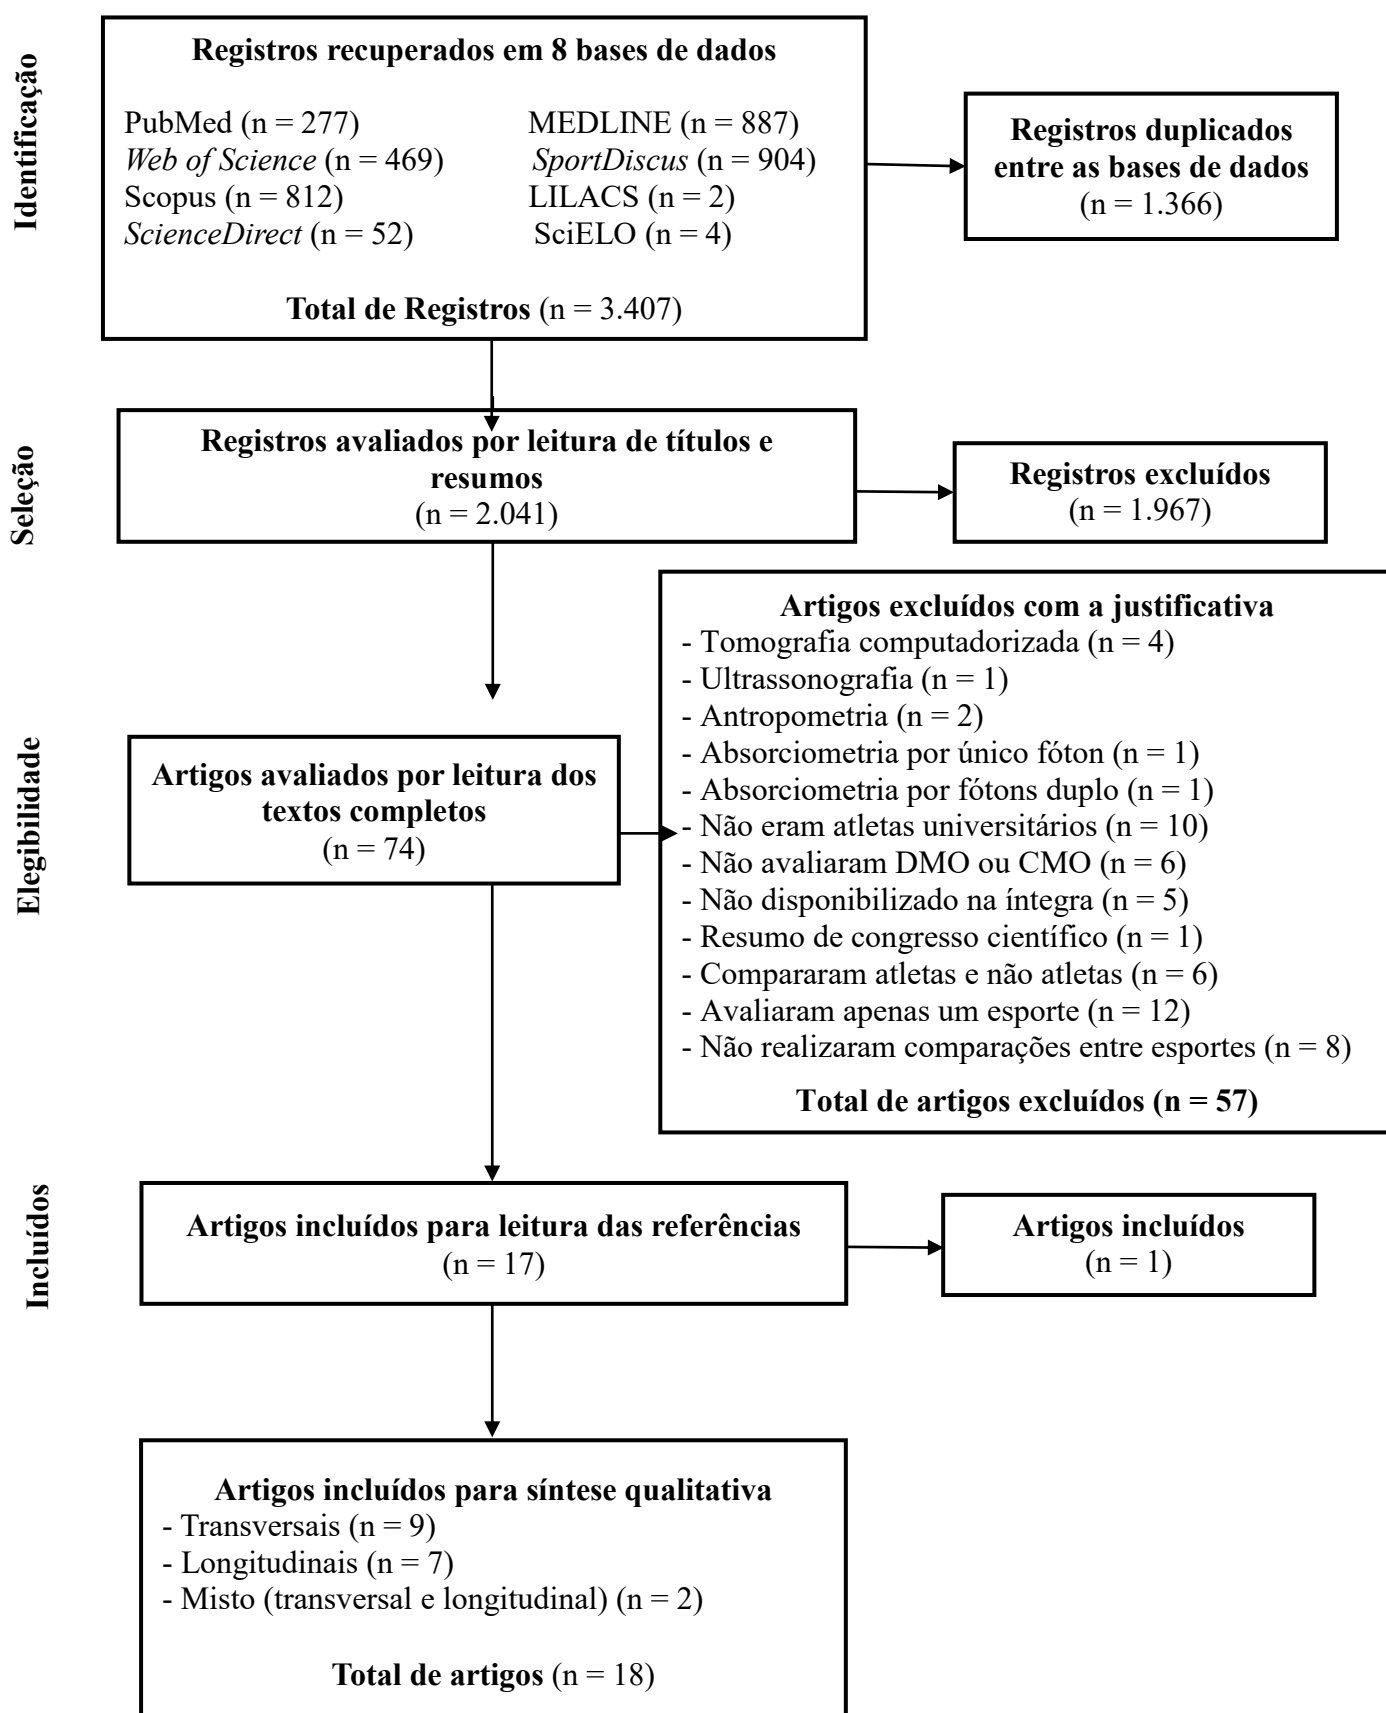 Identificação
Registros recuperados em 8 bases de dados
PubMed (n = 277)
MEDLINE (n = 887)
Web of Science (n = 469)
SportDiscus (n = 904)
Scopus (n = 812)
LILACS (n = 2)
ScienceDirect (n = 52)
SciELO (n = 4)
Total de Registros (n = 3.407)
Registros duplicados
entre as bases de dados
(n = 1.366)
Seleção
Registros avaliados por leitura de títulos e
resumos
(n = 2.041)
Registros excluídos
(n = 1.967)
Elegibilidade
Artigos avaliados por leitura dos
textos completos
(n = 74)
Artigos excluídos com a justificativa
- Tomografia computadorizada (n = 4)
- Ultrassonografia (n = 1)
- Antropometria (n = 2)
- Absorciometria por único fóton (n = 1)
- Absorciometria por fótons duplo (n = 1)
- Não eram atletas universitários (n = 10)
- Não avaliaram DMO ou CMO (n = 6)
- Não disponibilizado na íntegra (n = 5)
- Resumo de congresso científico (n = 1)
- Compararam atletas e não atletas (n = 6)
- Avaliaram apenas um esporte (n = 12)
- Não realizaram comparações entre esportes (n = 8)
Total de artigos excluídos (n = 57)
Incluídos
Artigos incluídos para leitura das referências
(n = 17)
Artigos incluídos
(n = 1)
Artigos incluídos para síntese qualitativa
- Transversais (n = 9)
- Longitudinais (n = 7)
- Misto (transversal e longitudinal) (n = 2)
Total de artigos (n = 18)